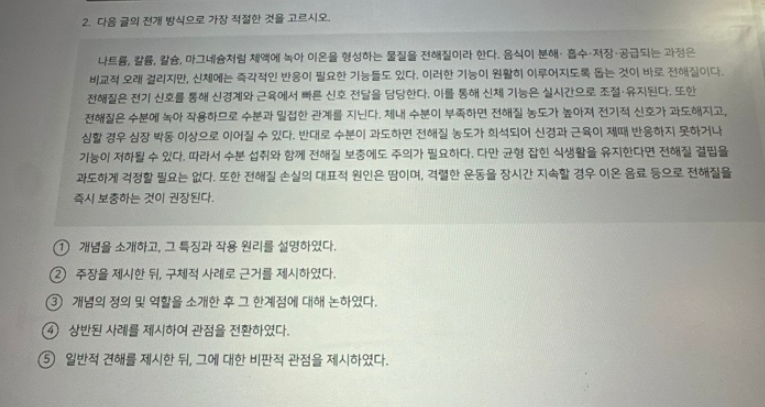 2. 다음 글의 전개 방식으로 가장 적절한 것을 고르시오.
나트륨, 칼륨, 칼슘, 마그네슘처럼 체액에 녹아 이온을 형성하는 물질을 전해질이라 한다. 음식이 분해· 흡수·저장·공급되는 과정은
비교적 오래 걸리지만, 신체에는 즉각적인 반응이 필요한 기능들도 있다. 이러한 기능이 원활히 이루어지도록 돕는 것이 바로 전해질이다.
전해질은 전기 신호를 통해 신경계와 근육에서 빠른 신호 전달을 담당한다. 이를 통해 신체 기능은 실시간으로 조절·유지된다. 또한
전해질은 수분에 녹아 작용하므로 수분과 밀접한 관계를 지닌다. 체내 수분이 부족하면 전해질 농도가 높아져 전기적 신호가 과도해지고,
심할 경우 심장 박동 이상으로 이어질 수 있다. 반대로 수분이 과도하면 전해질 농도가 희석되어 신경과 근육이 제때 반응하지 못하거나
기능이 저하될 수 있다. 따라서 수분 섭취와 함께 전해질 보충에도 주의가 필요하다. 다만 균형 잡힌 식생활을 유지한다면 전해질 결핍을
과도하게 걱정할 필요는 없다. 또한 전해질 손실의 대표적 원인은 땀이며, 격렬한 운동을 장시간 지속할 경우 이온 음료 등으로 전해질을
즉시 보충하는 것이 권장된다.
① 개념을 소개하고, 그 특징과 작용 원리를 설명하였다.
② 주장을 제시한 뒤, 구체적 사례로 근거를 제시하였다.
③ 개념의 정의 및 역할을 소개한 후 그 한계점에 대해 논하였다.
④ 상반된 사례를 제시하여 관점을 전환하였다.
⑤ 일반적 견해를 제시한 뒤, 그에 대한 비판적 관점을 제시하였다.